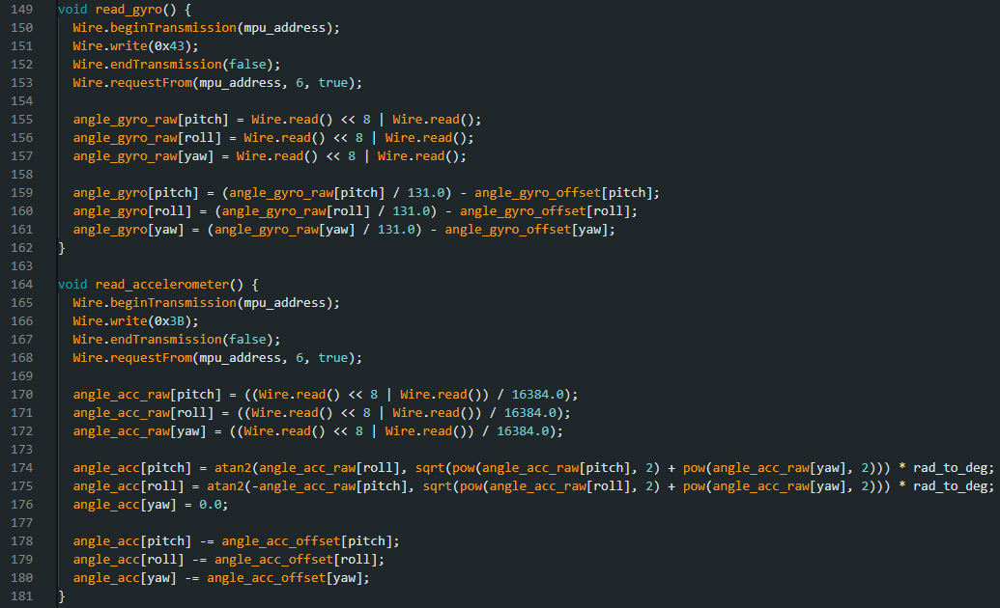 149 void read_gyro() {
150   Wire.beginTransmission(mpu_address);
151   Wire.write(0x43);
152   Wire.endTransmission(false);
153   Wire.requestFrom(mpu_address, 6, true);
154
155   angle_gyro_raw[pitch] = Wire.read() << 8 | Wire.read();
156   angle_gyro_raw[roll] = Wire.read() << 8 | Wire.read();
157   angle_gyro_raw[yaw] = Wire.read() << 8 | Wire.read();
158
159   angle_gyro[pitch] = (angle_gyro_raw[pitch] / 131.0) - angle_gyro_offset[pitch];
160   angle_gyro[roll] = (angle_gyro_raw[roll] / 131.0) - angle_gyro_offset[roll];
161   angle_gyro[yaw] = (angle_gyro_raw[yaw] / 131.0) - angle_gyro_offset[yaw];
162 }
163
164 void read_accelerometer() {
165   Wire.beginTransmission(mpu_address);
166   Wire.write(0x3B);
167   Wire.endTransmission(false);
168   Wire.requestFrom(mpu_address, 6, true);
169
170   angle_acc_raw[pitch] = ((Wire.read() << 8 | Wire.read()) / 16384.0);
171   angle_acc_raw[roll] = ((Wire.read() << 8 | Wire.read()) / 16384.0);
172   angle_acc_raw[yaw] = ((Wire.read() << 8 | Wire.read()) / 16384.0);
173
174   angle_acc[pitch] = atan2(angle_acc_raw[roll], sqrt(pow(angle_acc_raw[pitch], 2) + pow(angle_acc_raw[yaw], 2))) * rad_to_deg;
175   angle_acc[roll] = atan2(-angle_acc_raw[pitch], sqrt(pow(angle_acc_raw[roll], 2) + pow(angle_acc_raw[yaw], 2))) * rad_to_deg;
176   angle_acc[yaw] = 0.0;
177
178   angle_acc[pitch] -= angle_acc_offset[pitch];
179   angle_acc[roll] -= angle_acc_offset[roll];
180   angle_acc[yaw] -= angle_acc_offset[yaw];
181 }